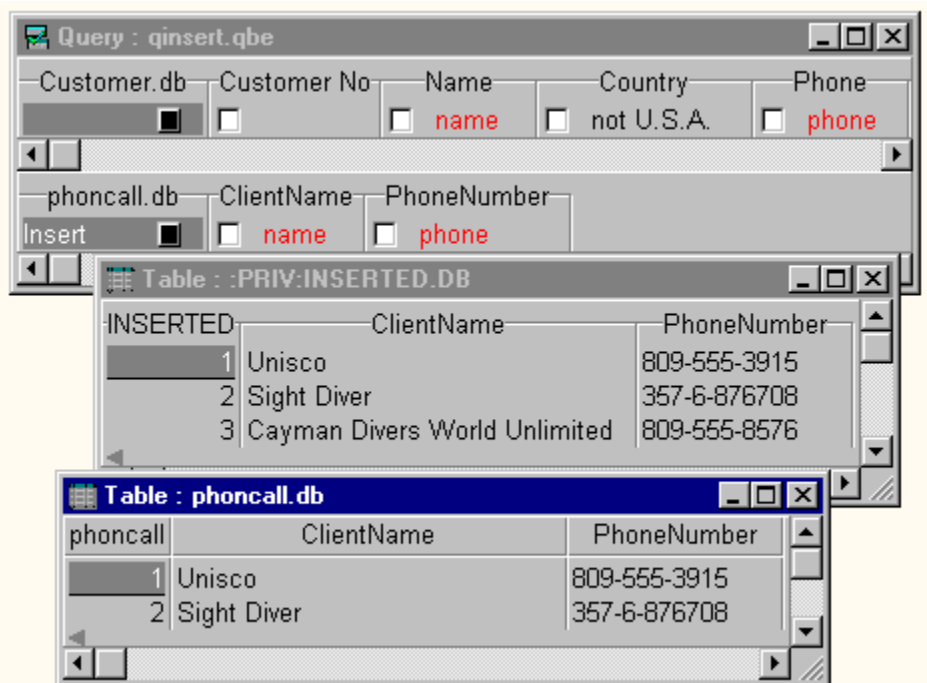 Query : qinsert.qbe
Customer.db Customer No Name Country Phone
name not U.S.A. phone
phoncall.db ClientName PhoneNumber
Insert name phone
Table : :PRIV:INSERTED.DB
INSERTED ClientName PhoneNumber
1 Unisco 809-555-3915
2 Sight Diver 357-6-876708
3 Cayman Divers World Unlimited 809-555-8576
Table : phoncall.db
phoncall ClientName PhoneNumber
1 Unisco 809-555-3915
2 Sight Diver 357-6-876708